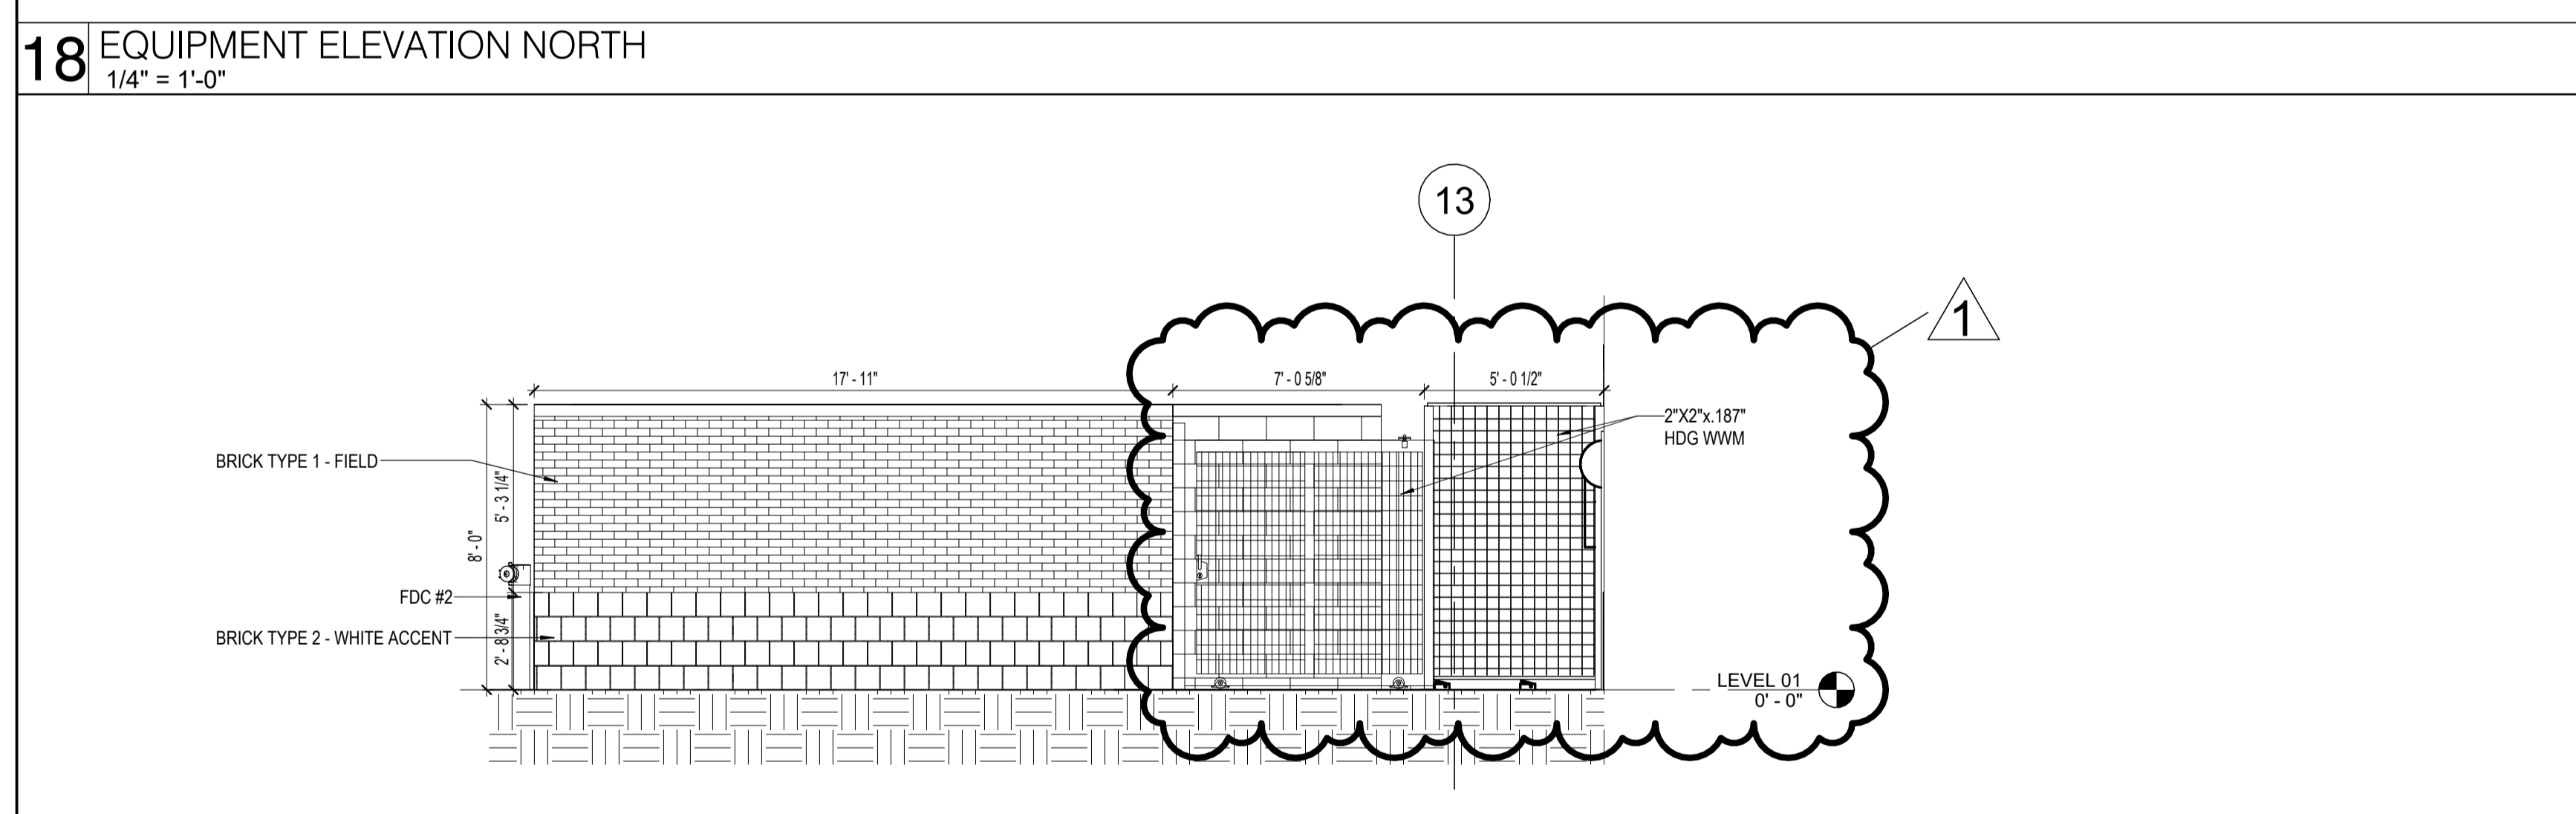 18 EQUIPMENT ELEVATION NORTH
1/4" = 1'-0"
13
1
17' - 11"
7' - 0 5/8"
5' - 0 1/2"
2"X2"x.187"
HDG WWM
BRICK TYPE 1 - FIELD
5' - 3 1/4"
8' - 0"
FDC #2
BRICK TYPE 2 - WHITE ACCENT
2' - 8 3/4"
LEVEL 01
0' - 0"